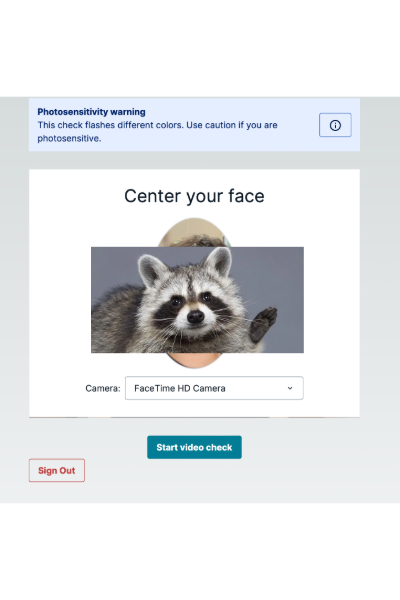 Photosensitivity warning
This check flashes different colors. Use caution if you are
photosensitive.
Center your face
Camera: FaceTime HD Camera
Start video check
Sign Out